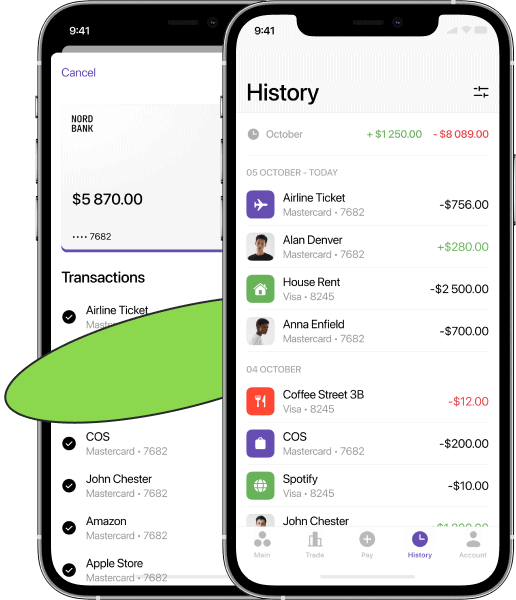 9:41
Cancel
NORD
BANK
$5 870.00
•••• 7682
Transactions
Airline Ticket
COS
Mastercard • 7682
John Chester
Mastercard • 7682
Amazon
Mastercard • 7682
Apple Store
Mastercard • 7682
9:41
History
October + $1 250.00 - $8 089.00
05 OCTOBER - TODAY
Airline Ticket -$756.00
Mastercard • 7682
Alan Denver +$280.00
Mastercard • 7682
House Rent -$2 500.00
Visa • 8245
Anna Enfield -$700.00
Mastercard • 7682
04 OCTOBER
Coffee Street 3B -$12.00
Visa • 8245
COS -$200.00
Mastercard • 7682
Spotify -$10.00
Visa • 8245
John Chester
Main Trade Pay History Account